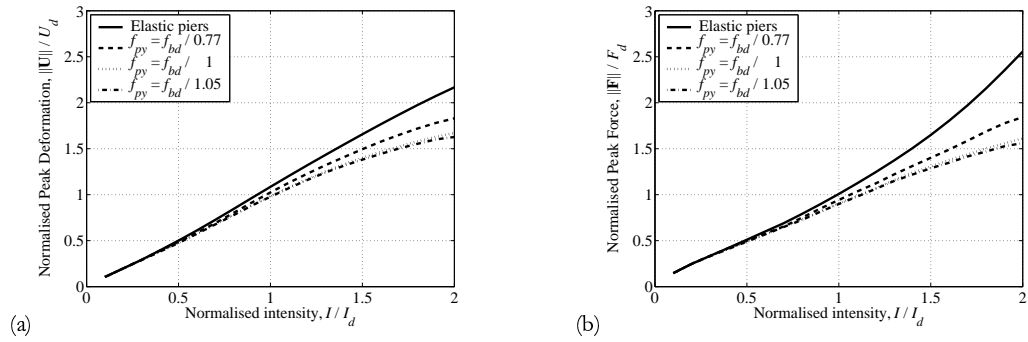 3
2.5
2
1.5
1
0.5
0
Normalised Peak Deformation, ||U|| / U_d
Elastic piers
f_py = f_bd / 0.77
f_py = f_bd / 1
f_py = f_bd / 1.05
0 0.5 1 1.5 2
Normalised intensity, I / I_d
(a)
3
2.5
2
1.5
1
0.5
0
Normalised Peak Force, ||F|| / F_d
Elastic piers
f_py = f_bd / 0.77
f_py = f_bd / 1
f_py = f_bd / 1.05
0 0.5 1 1.5 2
Normalised intensity, I / I_d
(b)